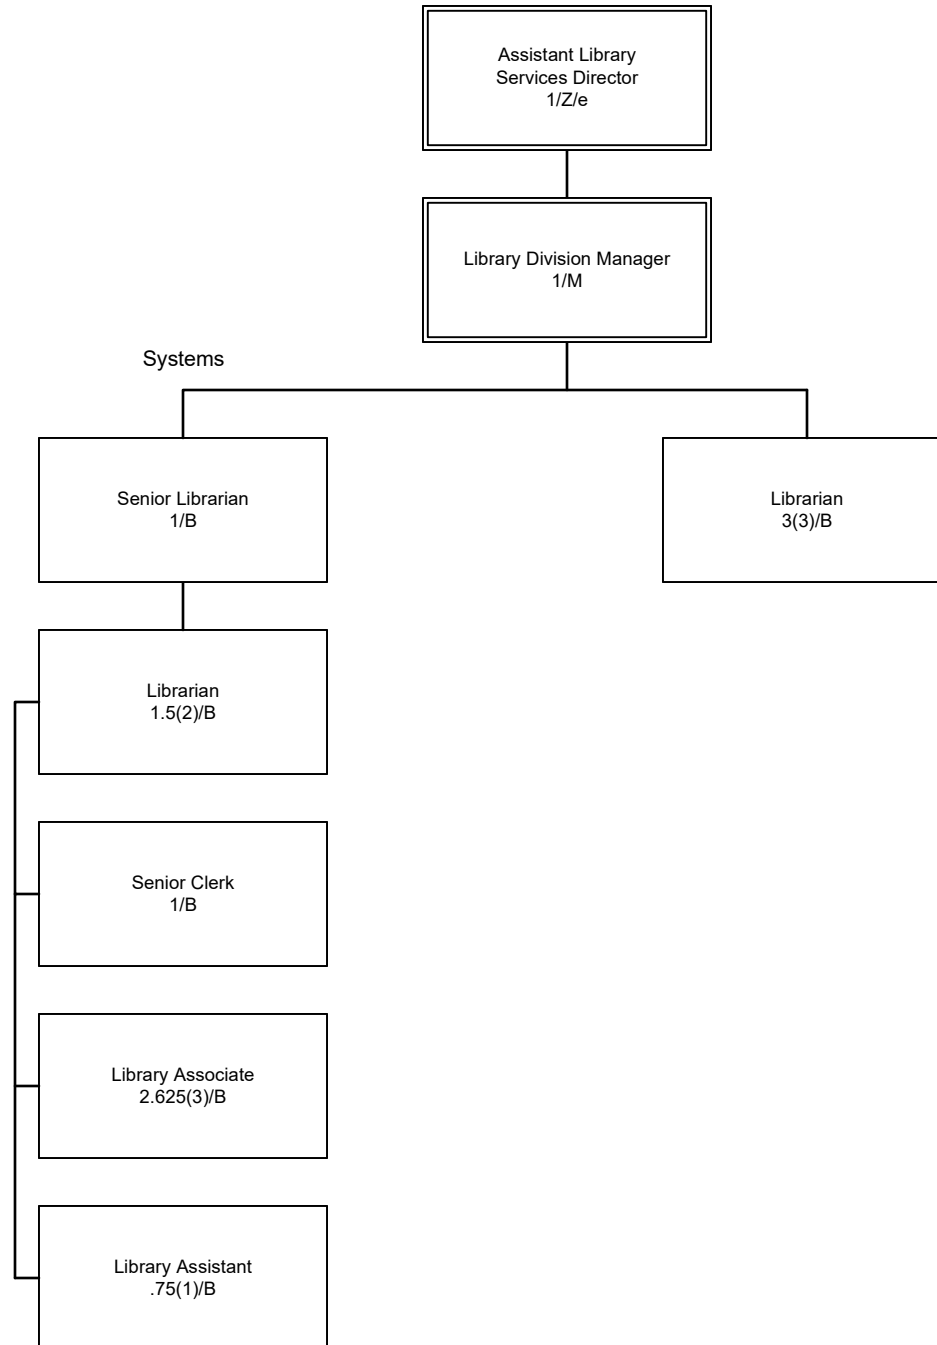 Assistant Library
Services Director
1/Z/e
Library Division Manager
1/M
Systems
Senior Librarian
1/B
Librarian
3(3)/B
Librarian
1.5(2)/B
Senior Clerk
1/B
Library Associate
2.625(3)/B
Library Assistant
.75(1)/B